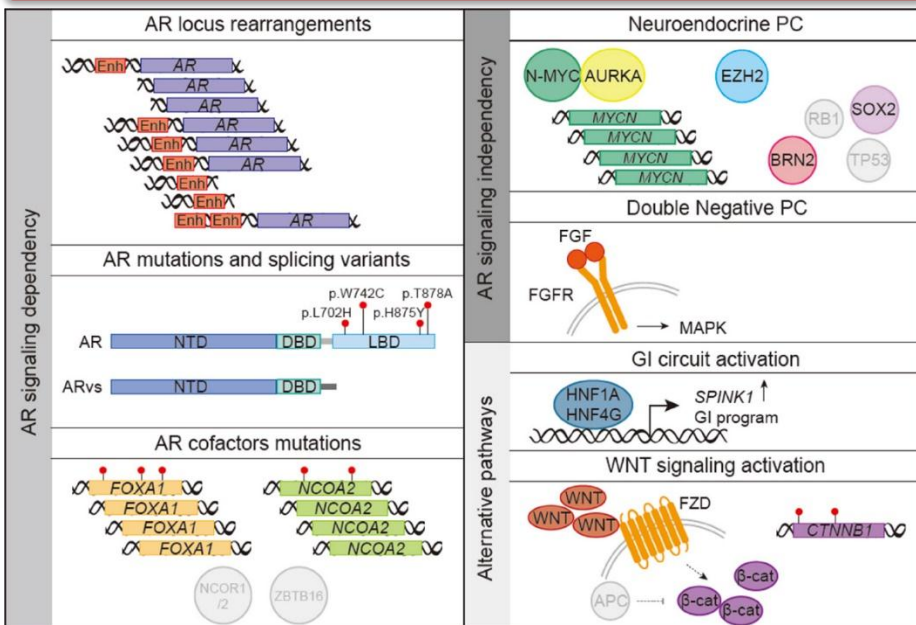 AR signaling dependency
AR locus rearrangements
Enh AR
AR
AR
Enh AR
Enh AR
Enh AR
Enh
Enh
Enh Enh AR
AR mutations and splicing variants
p.W742C p.T878A
p.L702H p.H875Y
AR NTD DBD LBD
ARvs NTD DBD
AR cofactors mutations
FOXA1 NCOA2
FOXA1 NCOA2
FOXA1 NCOA2
FOXA1 NCOA2
NCOR1
/2
ZBTB16
AR signaling independency
Neuroendocrine PC
N-MYC AURKA EZH2
MYCN
MYCN
MYCN
MYCN
RB1 SOX2
BRN2 TP53
Double Negative PC
FGF
FGFR
MAPK
Alternative pathways
GI circuit activation
HNF1A
HNF4G
SPINK1
GI program
WNT signaling activation
WNT
WNT
WNT
FZD
CTNNB1
APC
β-cat
β-cat
β-cat